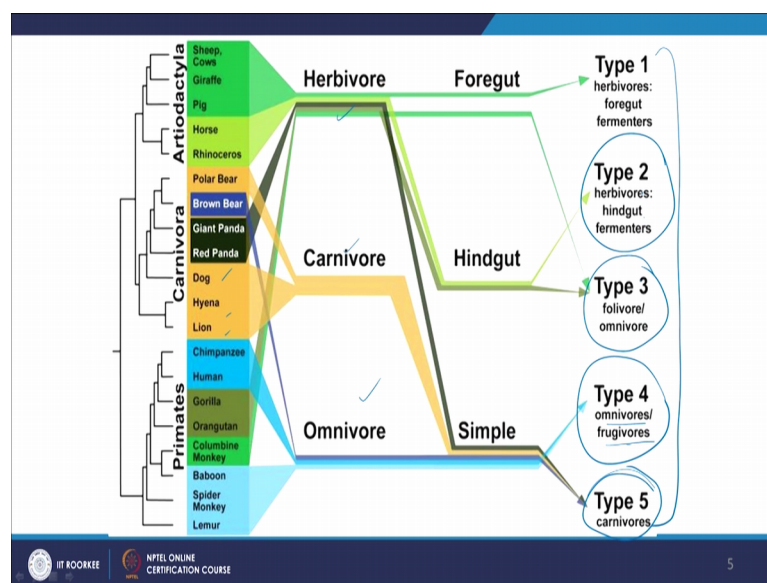 Artiodactyla
Sheep,
Cows
Giraffe
Pig
Horse
Rhinoceros
Carnivora
Polar Bear
Brown Bear
Giant Panda
Red Panda
Dog
Hyena
Lion
Primates
Chimpanzee
Human
Gorilla
Orangutan
Columbine
Monkey
Baboon
Spider
Monkey
Lemur
Herbivore
Carnivore
Omnivore
Foregut
Hindgut
Simple
Type 1
herbivores:
foregut
fermenters
Type 2
herbivores:
hindgut
fermenters
Type 3
folivore/
omnivore
Type 4
omnivores/
frugivores
Type 5
carnivores
IIT ROORKEE
NPTEL ONLINE
CERTIFICATION COURSE
5